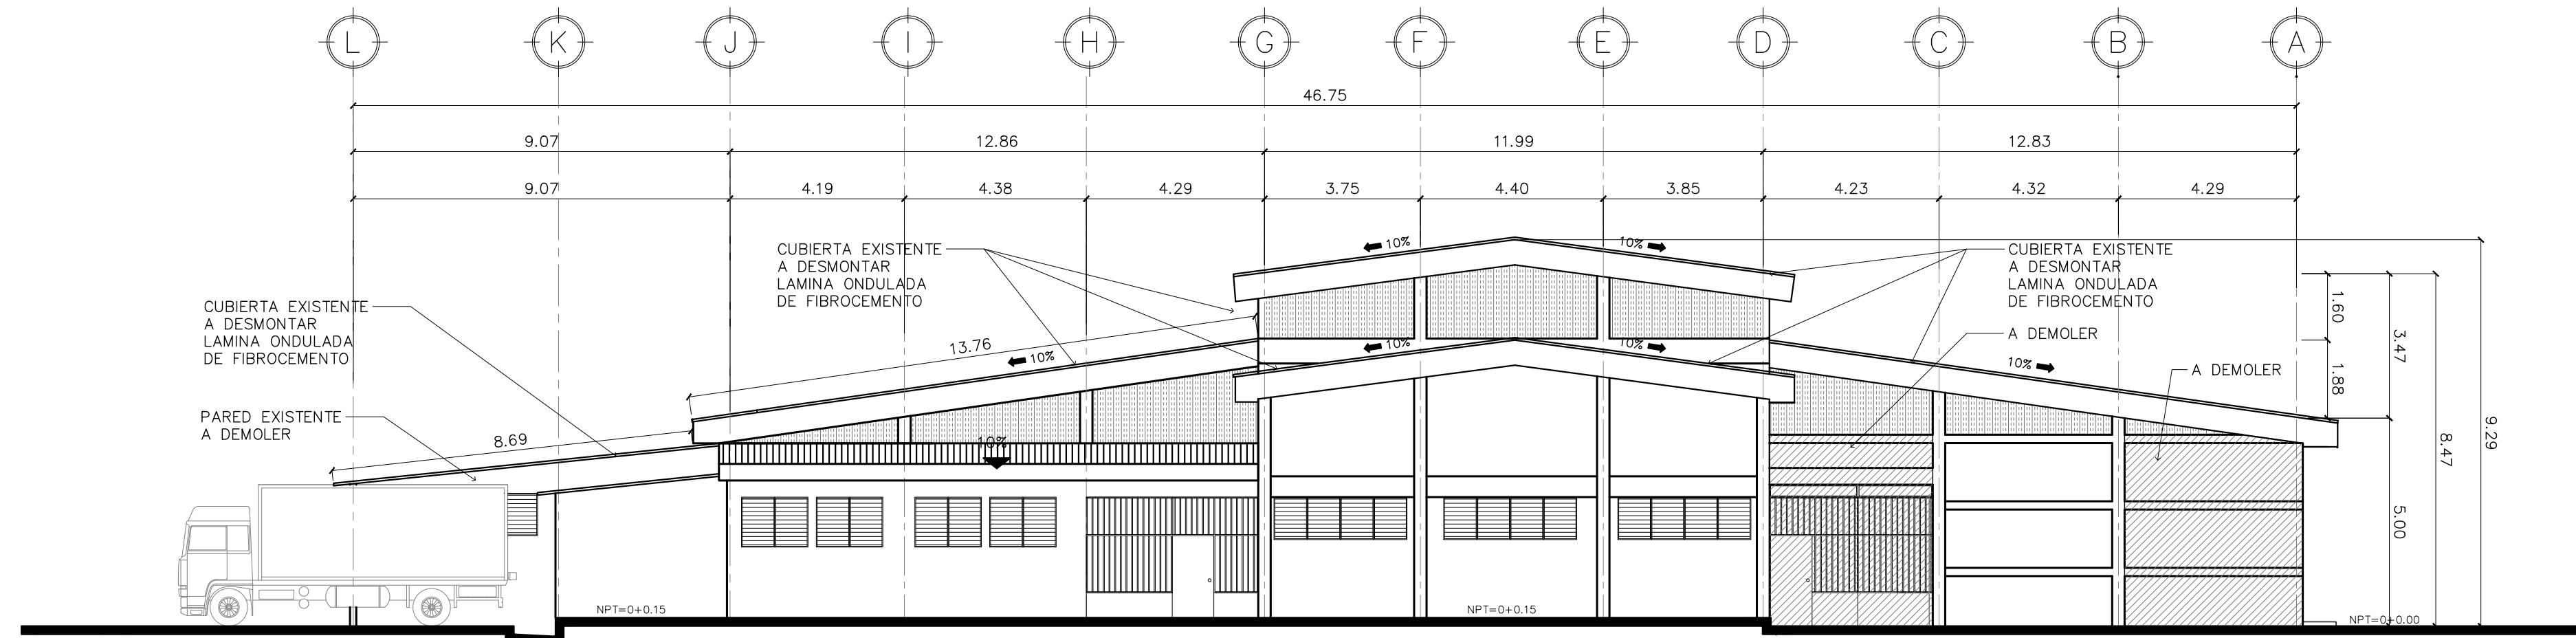 L K J I H G F E D C B A
46.75
9.07 12.86 11.99 12.83
9.07 4.19 4.38 4.29 3.75 4.40 3.85 4.23 4.32 4.29
CUBIERTA EXISTENTE
A DESMONTAR
LAMINA ONDULADA
DE FIBROCEMENTO
10% 10%
CUBIERTA EXISTENTE
A DESMONTAR
LAMINA ONDULADA
DE FIBROCEMENTO
CUBIERTA EXISTENTE
A DESMONTAR
LAMINA ONDULADA
DE FIBROCEMENTO
A DEMOLER
A DEMOLER
13.76
10%
10% 10%
10%
1.60
1.88
3.47
5.00
8.47
9.29
PARED EXISTENTE
A DEMOLER
8.69
10%
NPT=0+0.15
NPT=0+0.15
NPT=0+0.00